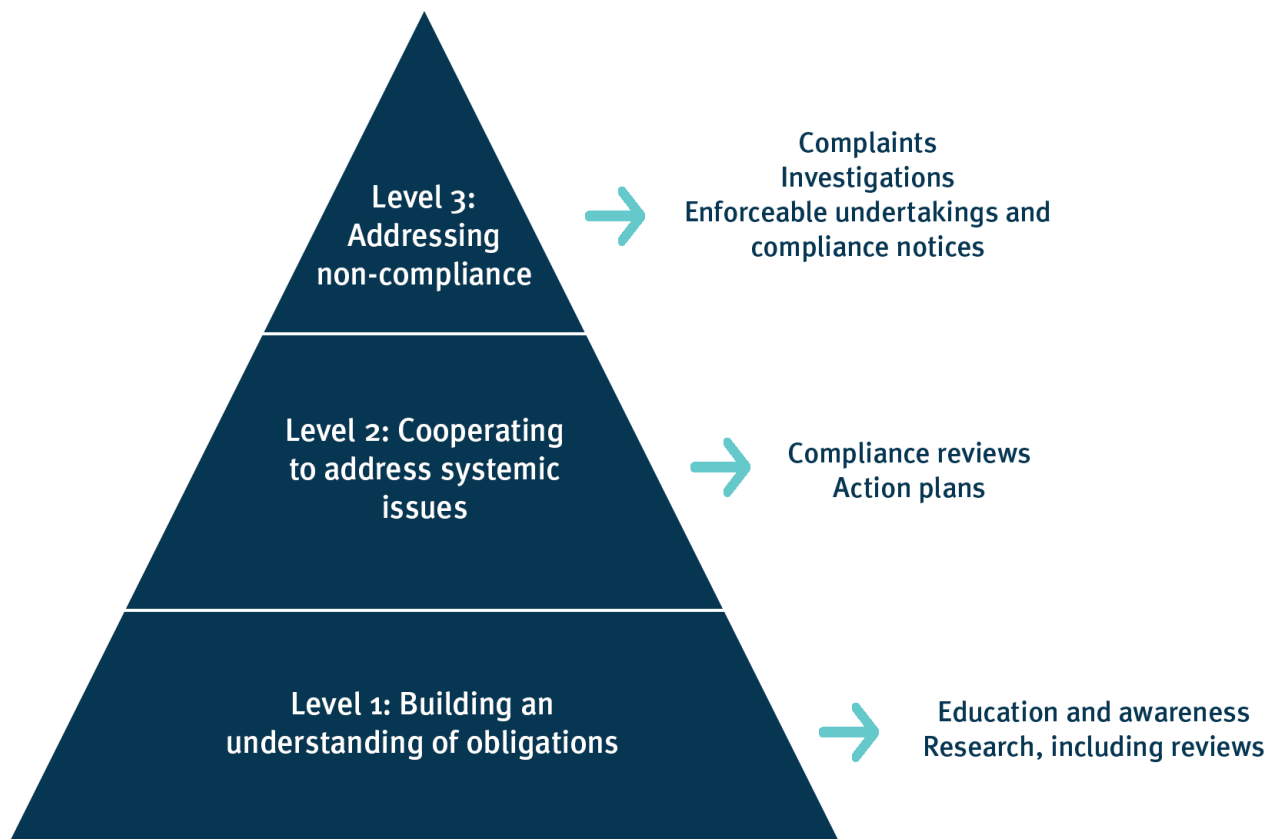 Level 3:
Addressing
non-compliance
Complaints
Investigations
Enforceable undertakings and
compliance notices
Level 2: Cooperating
to address systemic
issues
Compliance reviews
Action plans
Level 1: Building an
understanding of obligations
Education and awareness
Research, including reviews